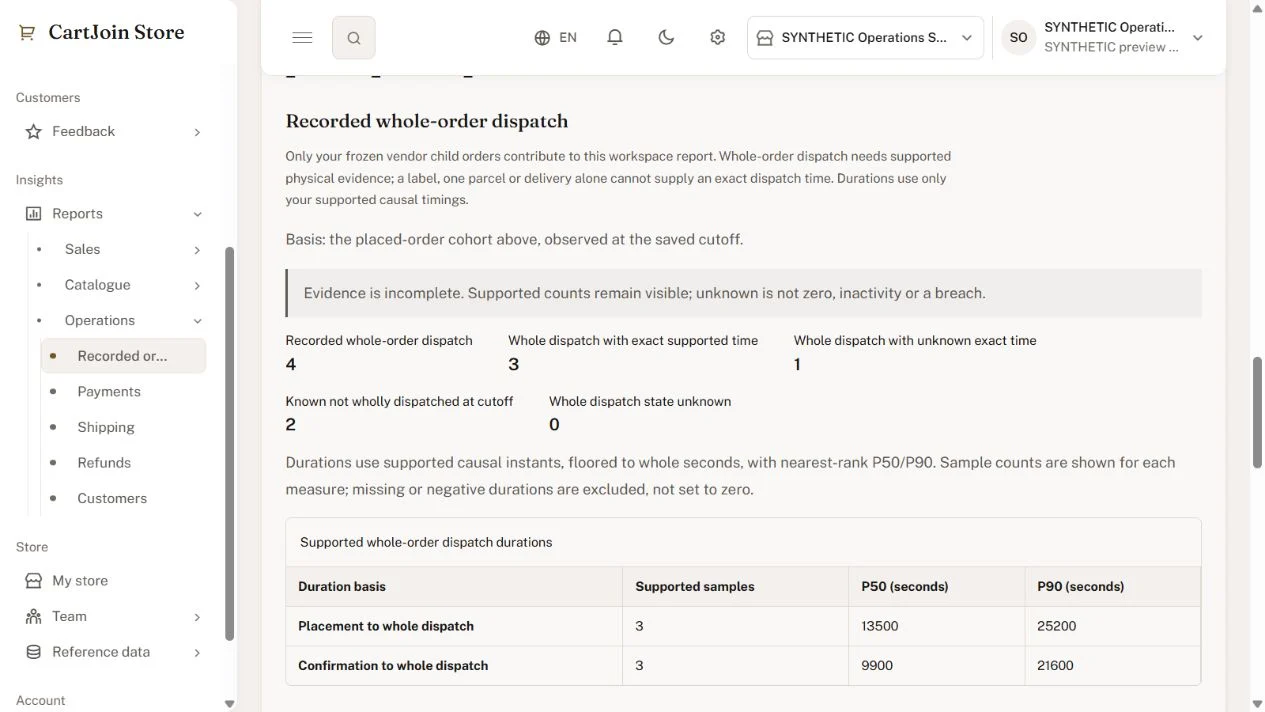 CartJoin Store
EN
SYNTHETIC Operations S...
SO
SYNTHETIC Operati...
SYNTHETIC preview ...
Customers
Feedback
Insights
Reports
Sales
Catalogue
Operations
Recorded or...
Payments
Shipping
Refunds
Customers
Store
My store
Team
Reference data
Account
Recorded whole-order dispatch
Only your frozen vendor child orders contribute to this workspace report. Whole-order dispatch needs supported
physical evidence; a label, one parcel or delivery alone cannot supply an exact dispatch time. Durations use only
your supported causal timings.
Basis: the placed-order cohort above, observed at the saved cutoff.
Evidence is incomplete. Supported counts remain visible; unknown is not zero, inactivity or a breach.
Recorded whole-order dispatch
4
Whole dispatch with exact supported time
3
Whole dispatch with unknown exact time
1
Known not wholly dispatched at cutoff
2
Whole dispatch state unknown
0
Durations use supported causal instants, floored to whole seconds, with nearest-rank P50/P90. Sample counts are shown for each
measure; missing or negative durations are excluded, not set to zero.
Supported whole-order dispatch durations
Duration basis Supported samples P50 (seconds) P90 (seconds)
Placement to whole dispatch 3 13500 25200
Confirmation to whole dispatch 3 9900 21600